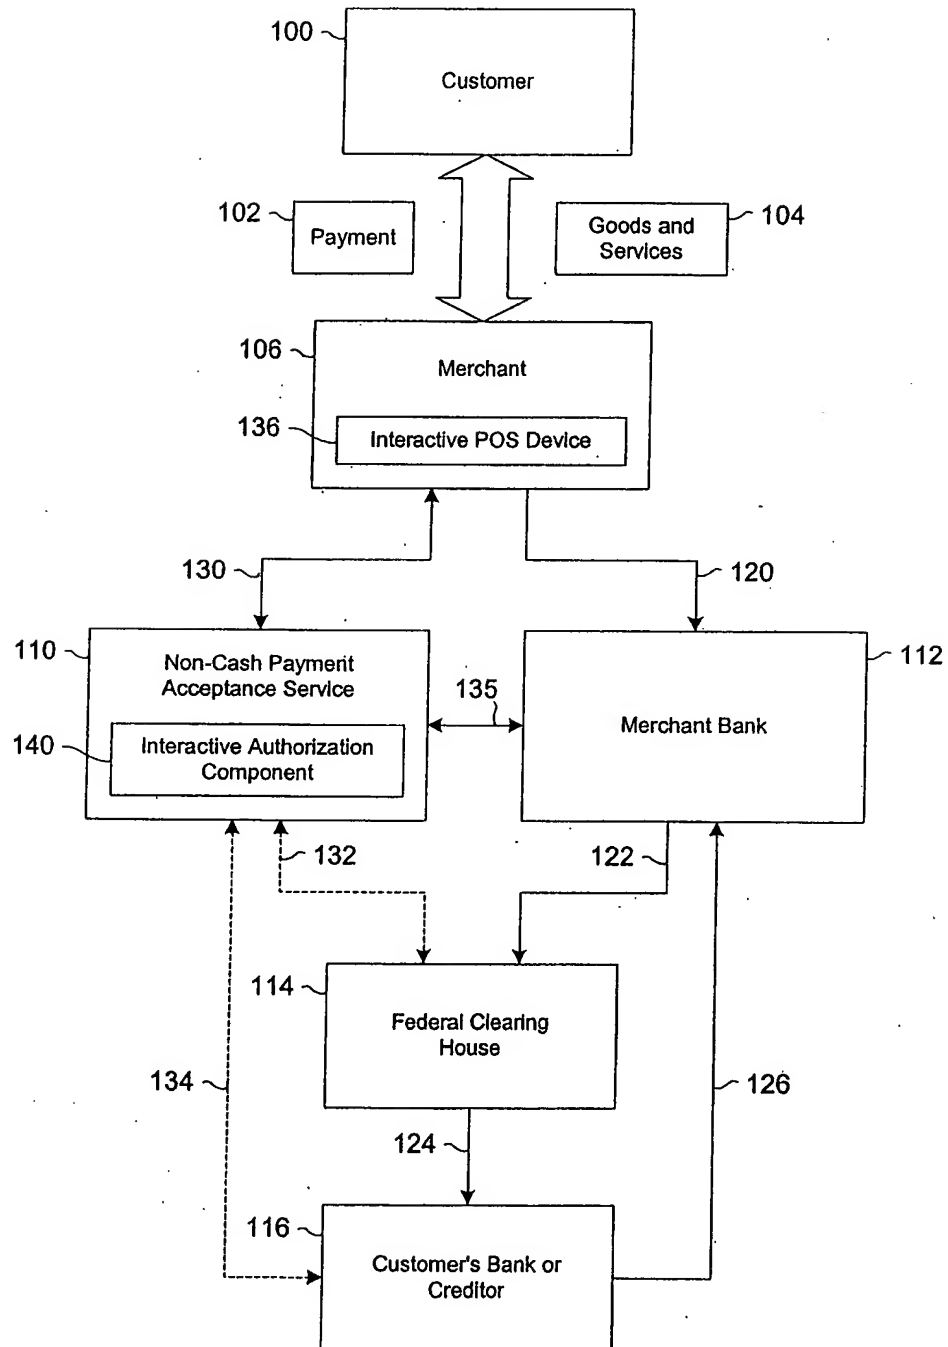 100
Customer
102
Payment
Goods and
Services
104
106
Merchant
136
Interactive POS Device
130
120
110
Non-Cash Payment
Acceptance Service
140
Interactive Authorization
Component
135
112
Merchant Bank
132
122
114
Federal Clearing
House
134
126
124
116
Customer's Bank or
Creditor